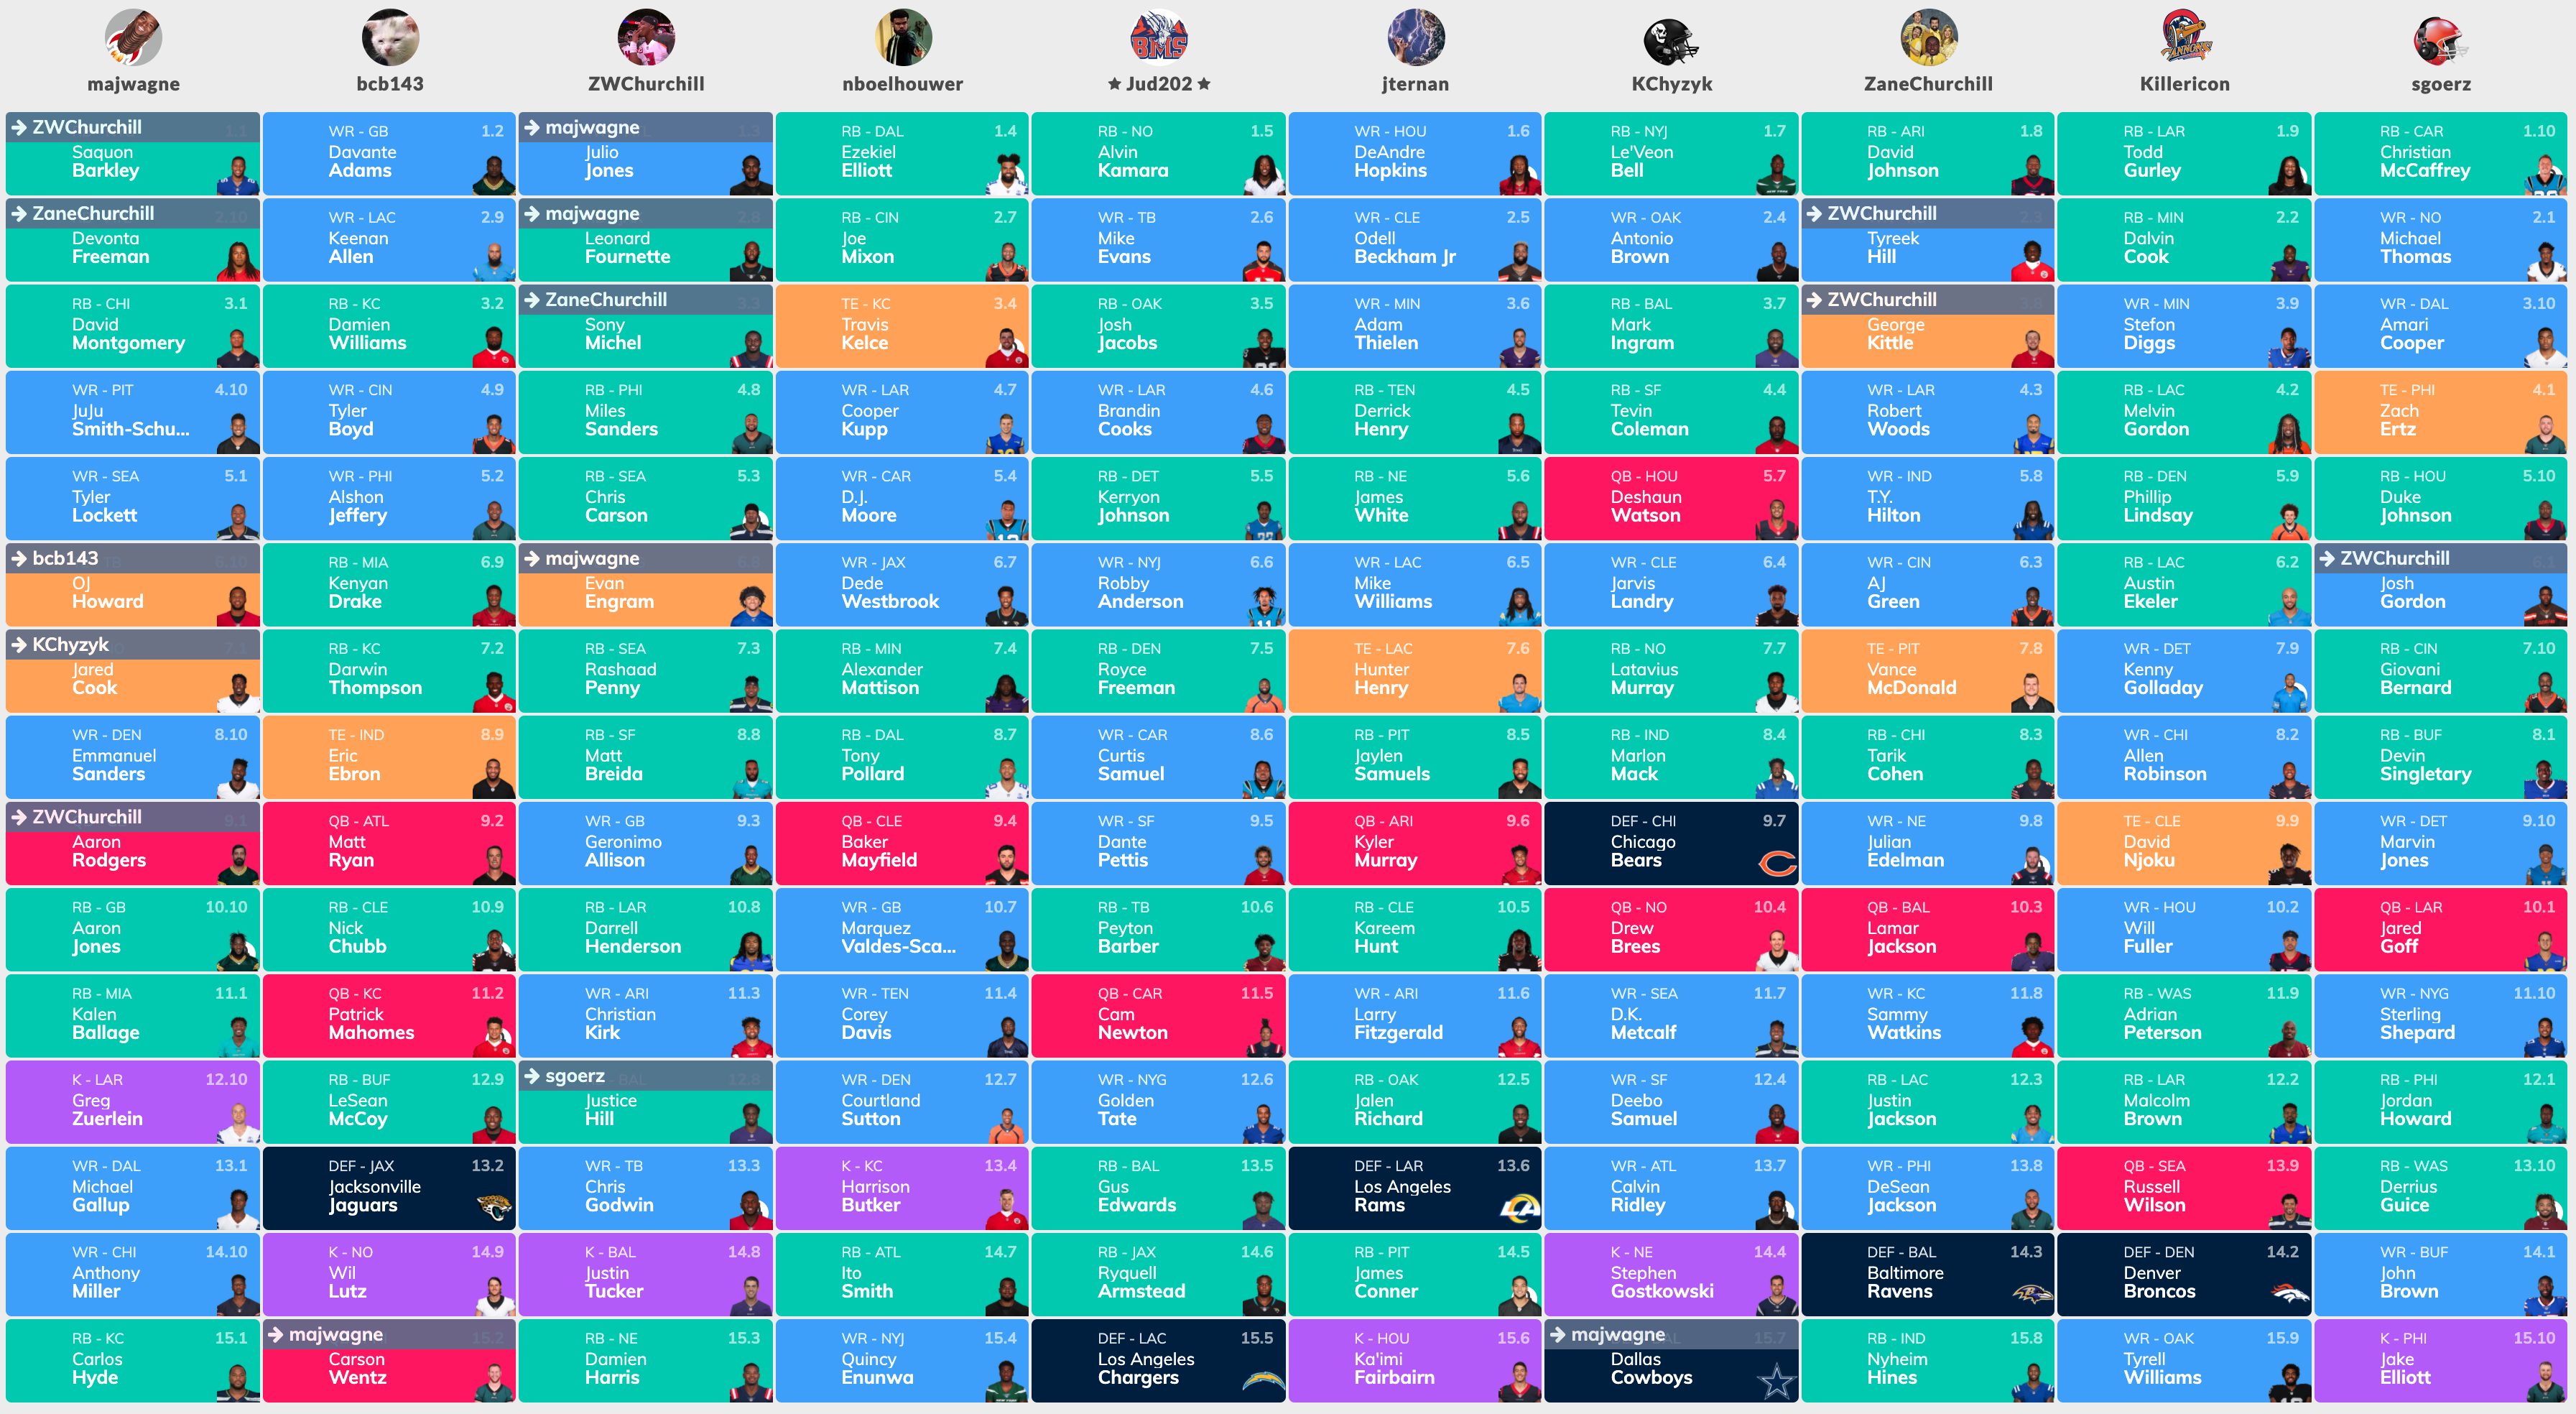 majwagne
bcb143
ZWChurchill
nboelhouwer
BMS
★ Jud202 ★
jternan
KChyzyk
ZaneChurchill
Killericon
sgoerz
→ ZWChurchill 1.1
Saquon
Barkley
WR - GB 1.2
Davante
Adams
→ majwagne 1.3
Julio
Jones
RB - DAL 1.4
Ezekiel
Elliott
RB - NO 1.5
Alvin
Kamara
WR - HOU 1.6
DeAndre
Hopkins
RB - NYJ 1.7
Le'Veon
Bell
RB - ARI 1.8
David
Johnson
RB - LAR 1.9
Todd
Gurley
RB - CAR 1.10
Christian
McCaffrey
→ ZaneChurchill 2.10
Devonta
Freeman
WR - LAC 2.9
Keenan
Allen
→ majwagne 2.8
Leonard
Fournette
RB - CIN 2.7
Joe
Mixon
WR - TB 2.6
Mike
Evans
WR - CLE 2.5
Odell
Beckham Jr
WR - OAK 2.4
Antonio
Brown
→ ZWChurchill 2.3
Tyreek
Hill
RB - MIN 2.2
Dalvin
Cook
WR - NO 2.1
Michael
Thomas
RB - CHI 3.1
David
Montgomery
RB - KC 3.2
Damien
Williams
→ ZaneChurchill 3.3
Sony
Michel
TE - KC 3.4
Travis
Kelce
RB - OAK 3.5
Josh
Jacobs
WR - MIN 3.6
Adam
Thielen
RB - BAL 3.7
Mark
Ingram
→ ZWChurchill 3.8
George
Kittle
WR - MIN 3.9
Stefon
Diggs
WR - DAL 3.10
Amari
Cooper
WR - PIT 4.10
JuJu
Smith-Schu...
WR - CIN 4.9
Tyler
Boyd
RB - PHI 4.8
Miles
Sanders
WR - LAR 4.7
Cooper
Kupp
WR - LAR 4.6
Brandin
Cooks
RB - TEN 4.5
Derrick
Henry
RB - SF 4.4
Tevin
Coleman
WR - LAR 4.3
Robert
Woods
RB - LAC 4.2
Melvin
Gordon
TE - PHI 4.1
Zach
Ertz
WR - SEA 5.1
Tyler
Lockett
WR - PHI 5.2
Alshon
Jeffery
RB - SEA 5.3
Chris
Carson
WR - CAR 5.4
D.J.
Moore
RB - DET 5.5
Kerryon
Johnson
RB - NE 5.6
James
White
QB - HOU 5.7
Deshaun
Watson
WR - IND 5.8
T.Y.
Hilton
RB - DEN 5.9
Phillip
Lindsay
RB - HOU 5.10
Duke
Johnson
→ bcb143 6.10
OJ
Howard
RB - MIA 6.9
Kenyan
Drake
→ majwagne 6.8
Evan
Engram
WR - JAX 6.7
Dede
Westbrook
WR - NYJ 6.6
Robby
Anderson
WR - LAC 6.5
Mike
Williams
WR - CLE 6.4
Jarvis
Landry
WR - CIN 6.3
AJ
Green
RB - LAC 6.2
Austin
Ekeler
→ ZWChurchill 6.1
Josh
Gordon
→ KChyzyk 7.1
Jared
Cook
RB - KC 7.2
Darwin
Thompson
RB - SEA 7.3
Rashaad
Penny
RB - MIN 7.4
Alexander
Mattison
RB - DEN 7.5
Royce
Freeman
TE - LAC 7.6
Hunter
Henry
RB - NO 7.7
Latavius
Murray
TE - PIT 7.8
Vance
McDonald
WR - DET 7.9
Kenny
Golladay
RB - CIN 7.10
Giovani
Bernard
WR - DEN 8.10
Emmanuel
Sanders
TE - IND 8.9
Eric
Ebron
RB - SF 8.8
Matt
Breida
RB - DAL 8.7
Tony
Pollard
WR - CAR 8.6
Curtis
Samuel
RB - PIT 8.5
Jaylen
Samuels
RB - IND 8.4
Marlon
Mack
RB - CHI 8.3
Tarik
Cohen
WR - CHI 8.2
Allen
Robinson
RB - BUF 8.1
Devin
Singletary
→ ZWChurchill 9.1
Aaron
Rodgers
QB - ATL 9.2
Matt
Ryan
WR - GB 9.3
Geronimo
Allison
QB - CLE 9.4
Baker
Mayfield
WR - SF 9.5
Dante
Pettis
QB - ARI 9.6
Kyler
Murray
DEF - CHI 9.7
Chicago
Bears
WR - NE 9.8
Julian
Edelman
TE - CLE 9.9
David
Njoku
WR - DET 9.10
Marvin
Jones
RB - GB 10.10
Aaron
Jones
RB - CLE 10.9
Nick
Chubb
RB - LAR 10.8
Darrell
Henderson
WR - GB 10.7
Marquez
Valdes-Sca...
RB - TB 10.6
Peyton
Barber
RB - CLE 10.5
Kareem
Hunt
QB - NO 10.4
Drew
Brees
QB - BAL 10.3
Lamar
Jackson
WR - HOU 10.2
Will
Fuller
QB - LAR 10.1
Jared
Goff
RB - MIA 11.1
Kalen
Ballage
QB - KC 11.2
Patrick
Mahomes
WR - ARI 11.3
Christian
Kirk
WR - TEN 11.4
Corey
Davis
QB - CAR 11.5
Cam
Newton
WR - ARI 11.6
Larry
Fitzgerald
WR - SEA 11.7
D.K.
Metcalf
WR - KC 11.8
Sammy
Watkins
RB - WAS 11.9
Adrian
Peterson
WR - NYG 11.10
Sterling
Shepard
K - LAR 12.10
Greg
Zuerlein
RB - BUF 12.9
LeSean
McCoy
→ sgoerz BAL 12.8
Justice
Hill
WR - DEN 12.7
Courtland
Sutton
WR - NYG 12.6
Golden
Tate
RB - OAK 12.5
Jalen
Richard
WR - SF 12.4
Deebo
Samuel
RB - LAC 12.3
Justin
Jackson
RB - LAR 12.2
Malcolm
Brown
RB - PHI 12.1
Jordan
Howard
WR - DAL 13.1
Michael
Gallup
DEF - JAX 13.2
Jacksonville
Jaguars
WR - TB 13.3
Chris
Godwin
K - KC 13.4
Harrison
Butker
RB - BAL 13.5
Gus
Edwards
DEF - LAR 13.6
Los Angeles
Rams
WR - ATL 13.7
Calvin
Ridley
WR - PHI 13.8
DeSean
Jackson
QB - SEA 13.9
Russell
Wilson
RB - WAS 13.10
Derrius
Guice
WR - CHI 14.10
Anthony
Miller
K - NO 14.9
Wil
Lutz
K - BAL 14.8
Justin
Tucker
RB - ATL 14.7
Ito
Smith
RB - JAX 14.6
Ryquell
Armstead
RB - PIT 14.5
James
Conner
K - NE 14.4
Stephen
Gostkowski
DEF - BAL 14.3
Baltimore
Ravens
DEF - DEN 14.2
Denver
Broncos
WR - BUF 14.1
John
Brown
RB - KC 15.1
Carlos
Hyde
→ majwagne 15.2
Carson
Wentz
RB - NE 15.3
Damien
Harris
WR - NYJ 15.4
Quincy
Enunwa
DEF - LAC 15.5
Los Angeles
Chargers
K - HOU 15.6
Ka'imi
Fairbairn
→ majwagne 15.7
Dallas
Cowboys
RB - IND 15.8
Nyheim
Hines
WR - OAK 15.9
Tyrell
Williams
K - PHI 15.10
Jake
Elliott